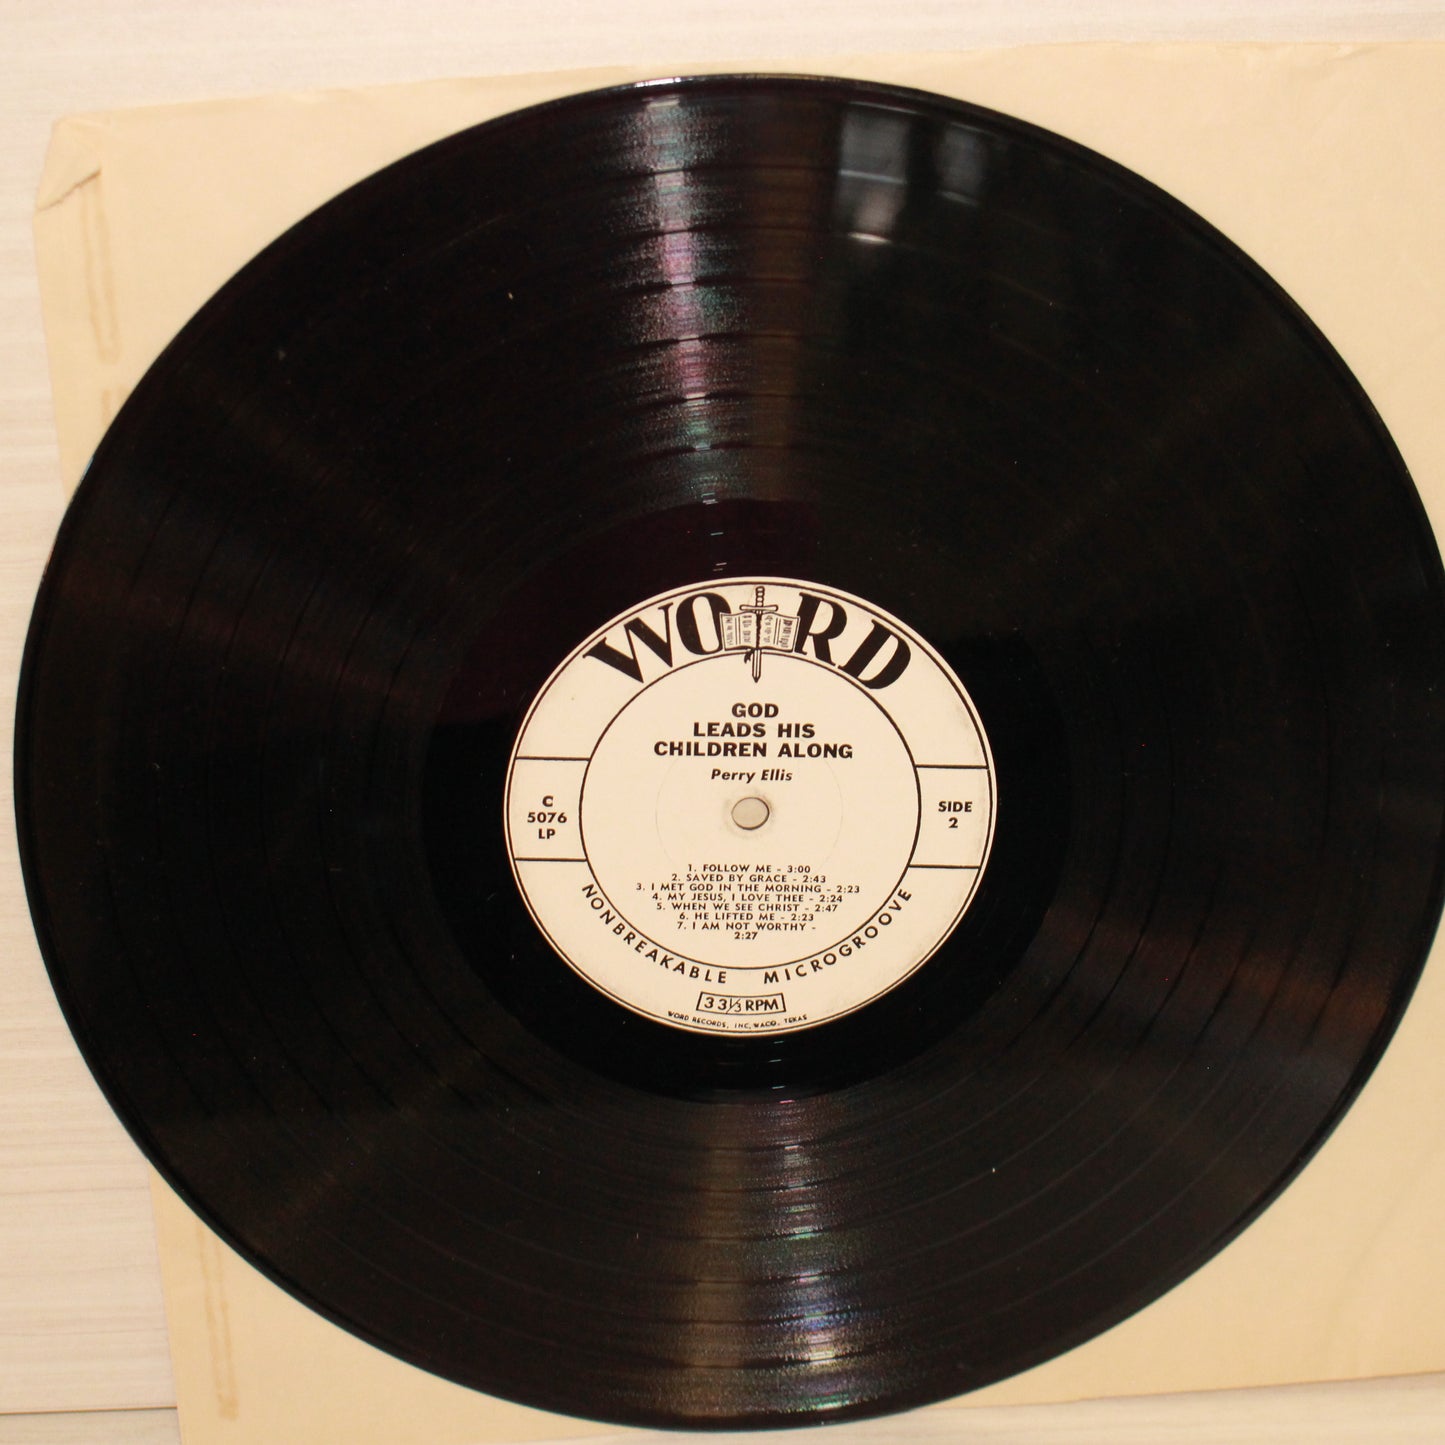 WORD
GOD
LEADS HIS
CHILDREN ALONG
Perry Ellis
C
5076
LP
SIDE
2
1. FOLLOW ME - 3:00
2. SAVED BY GRACE - 2:43
3. I MET GOD IN THE MORNING - 2:23
4. MY JESUS, I LOVE THEE - 2:24
5. WHEN WE SEE CHRIST - 2:47
6. HE LIFTED ME - 2:23
7. I AM NOT WORTHY -
2:27
NONBREAKABLE MICROGROOVE
33⅓ RPM
WORD RECORDS, INC, WACO, TEXAS